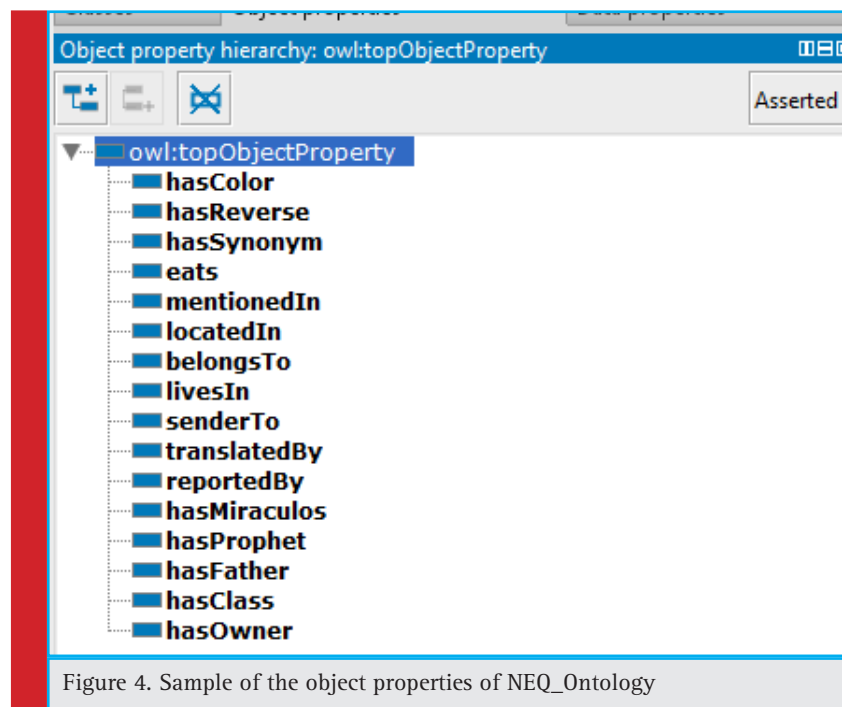 Object property hierarchy: owl:topObjectProperty
Asserted
owl:topObjectProperty
hasColor
hasReverse
hasSynonym
eats
mentionedIn
locatedIn
belongsTo
livesIn
senderTo
translatedBy
reportedBy
hasMiraculos
hasProphet
hasFather
hasClass
hasOwner
Figure 4. Sample of the object properties of NEQ_Ontology